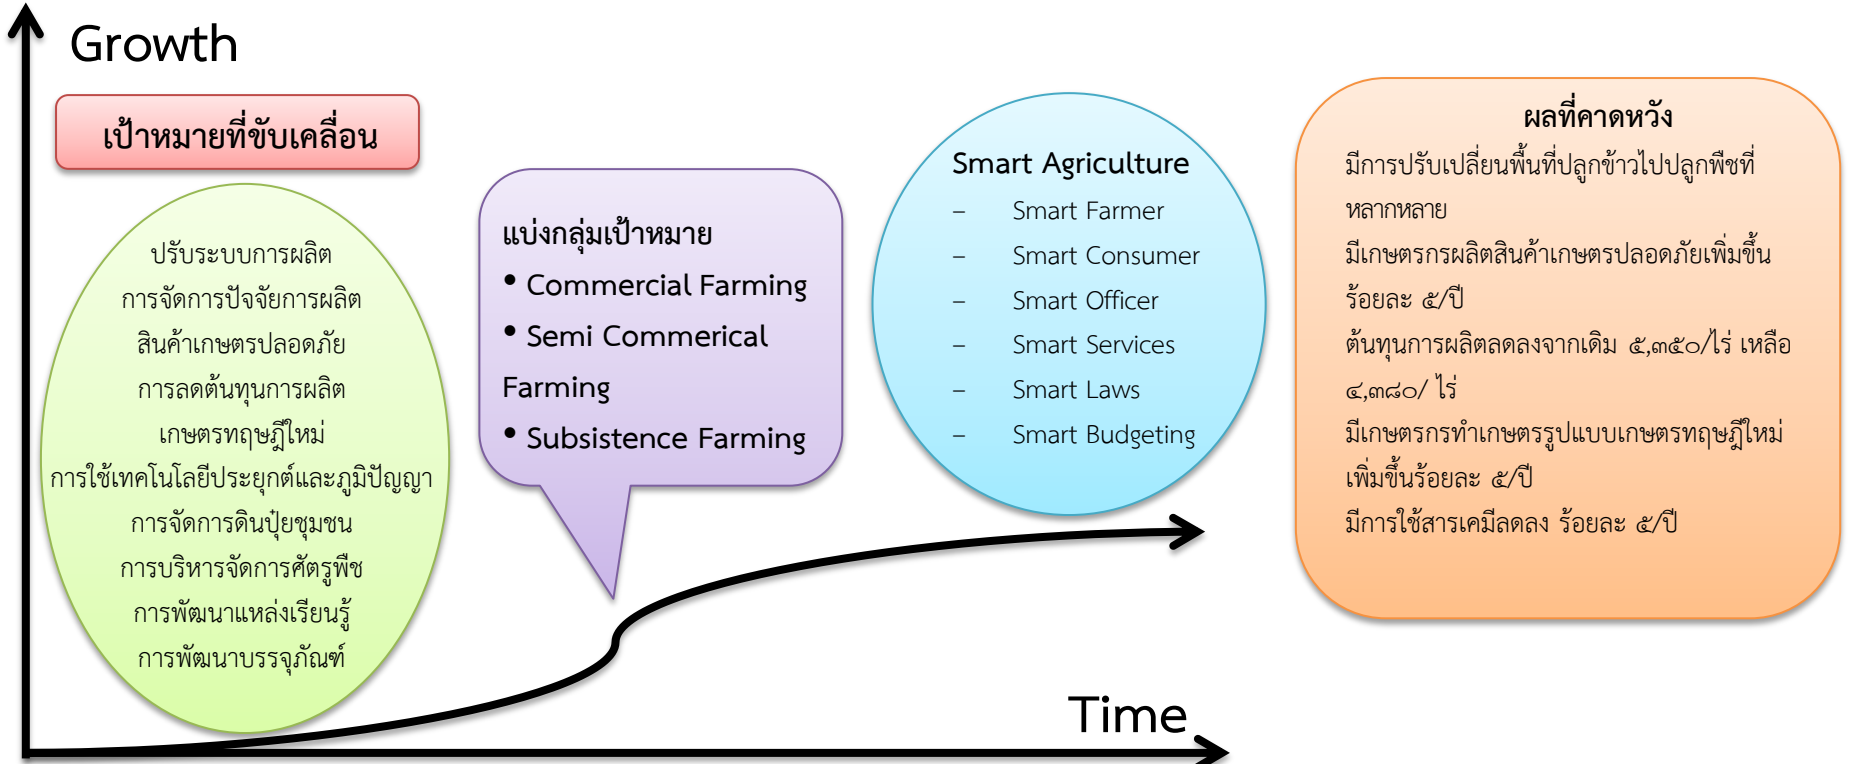 Growth
เป้าหมายที่ขับเคลื่อน
ปรับระบบการผลิต
การจัดการปัจจัยการผลิต
สินค้าเกษตรปลอดภัย
การลดต้นทุนการผลิต
เกษตรทฤษฎีใหม่
การใช้เทคโนโลยีประยุกต์และภูมิปัญญา
การจัดการดินปุ๋ยชุมชน
การบริหารจัดการศัตรูพืช
การพัฒนาแหล่งเรียนรู้
การพัฒนาบรรจุภัณฑ์
แบ่งกลุ่มเป้าหมาย
• Commercial Farming
• Semi Commerical
Farming
• Subsistence Farming
Smart Agriculture
– Smart Farmer
– Smart Consumer
– Smart Officer
– Smart Services
– Smart Laws
– Smart Budgeting
ผลที่คาดหวัง
มีการปรับเปลี่ยนพื้นที่ปลูกข้าวไปปลูกพืชที่
หลากหลาย
มีเกษตรกรผลิตสินค้าเกษตรปลอดภัยเพิ่มขึ้น
ร้อยละ ๕/ปี
ต้นทุนการผลิตลดลงจากเดิม ๕,๓๕๐/ไร่ เหลือ
๔,๓๘๐/ ไร่
มีเกษตรกรทำเกษตรรูปแบบเกษตรทฤษฎีใหม่
เพิ่มขึ้นร้อยละ ๕/ปี
มีการใช้สารเคมีลดลง ร้อยละ ๕/ปี
Time